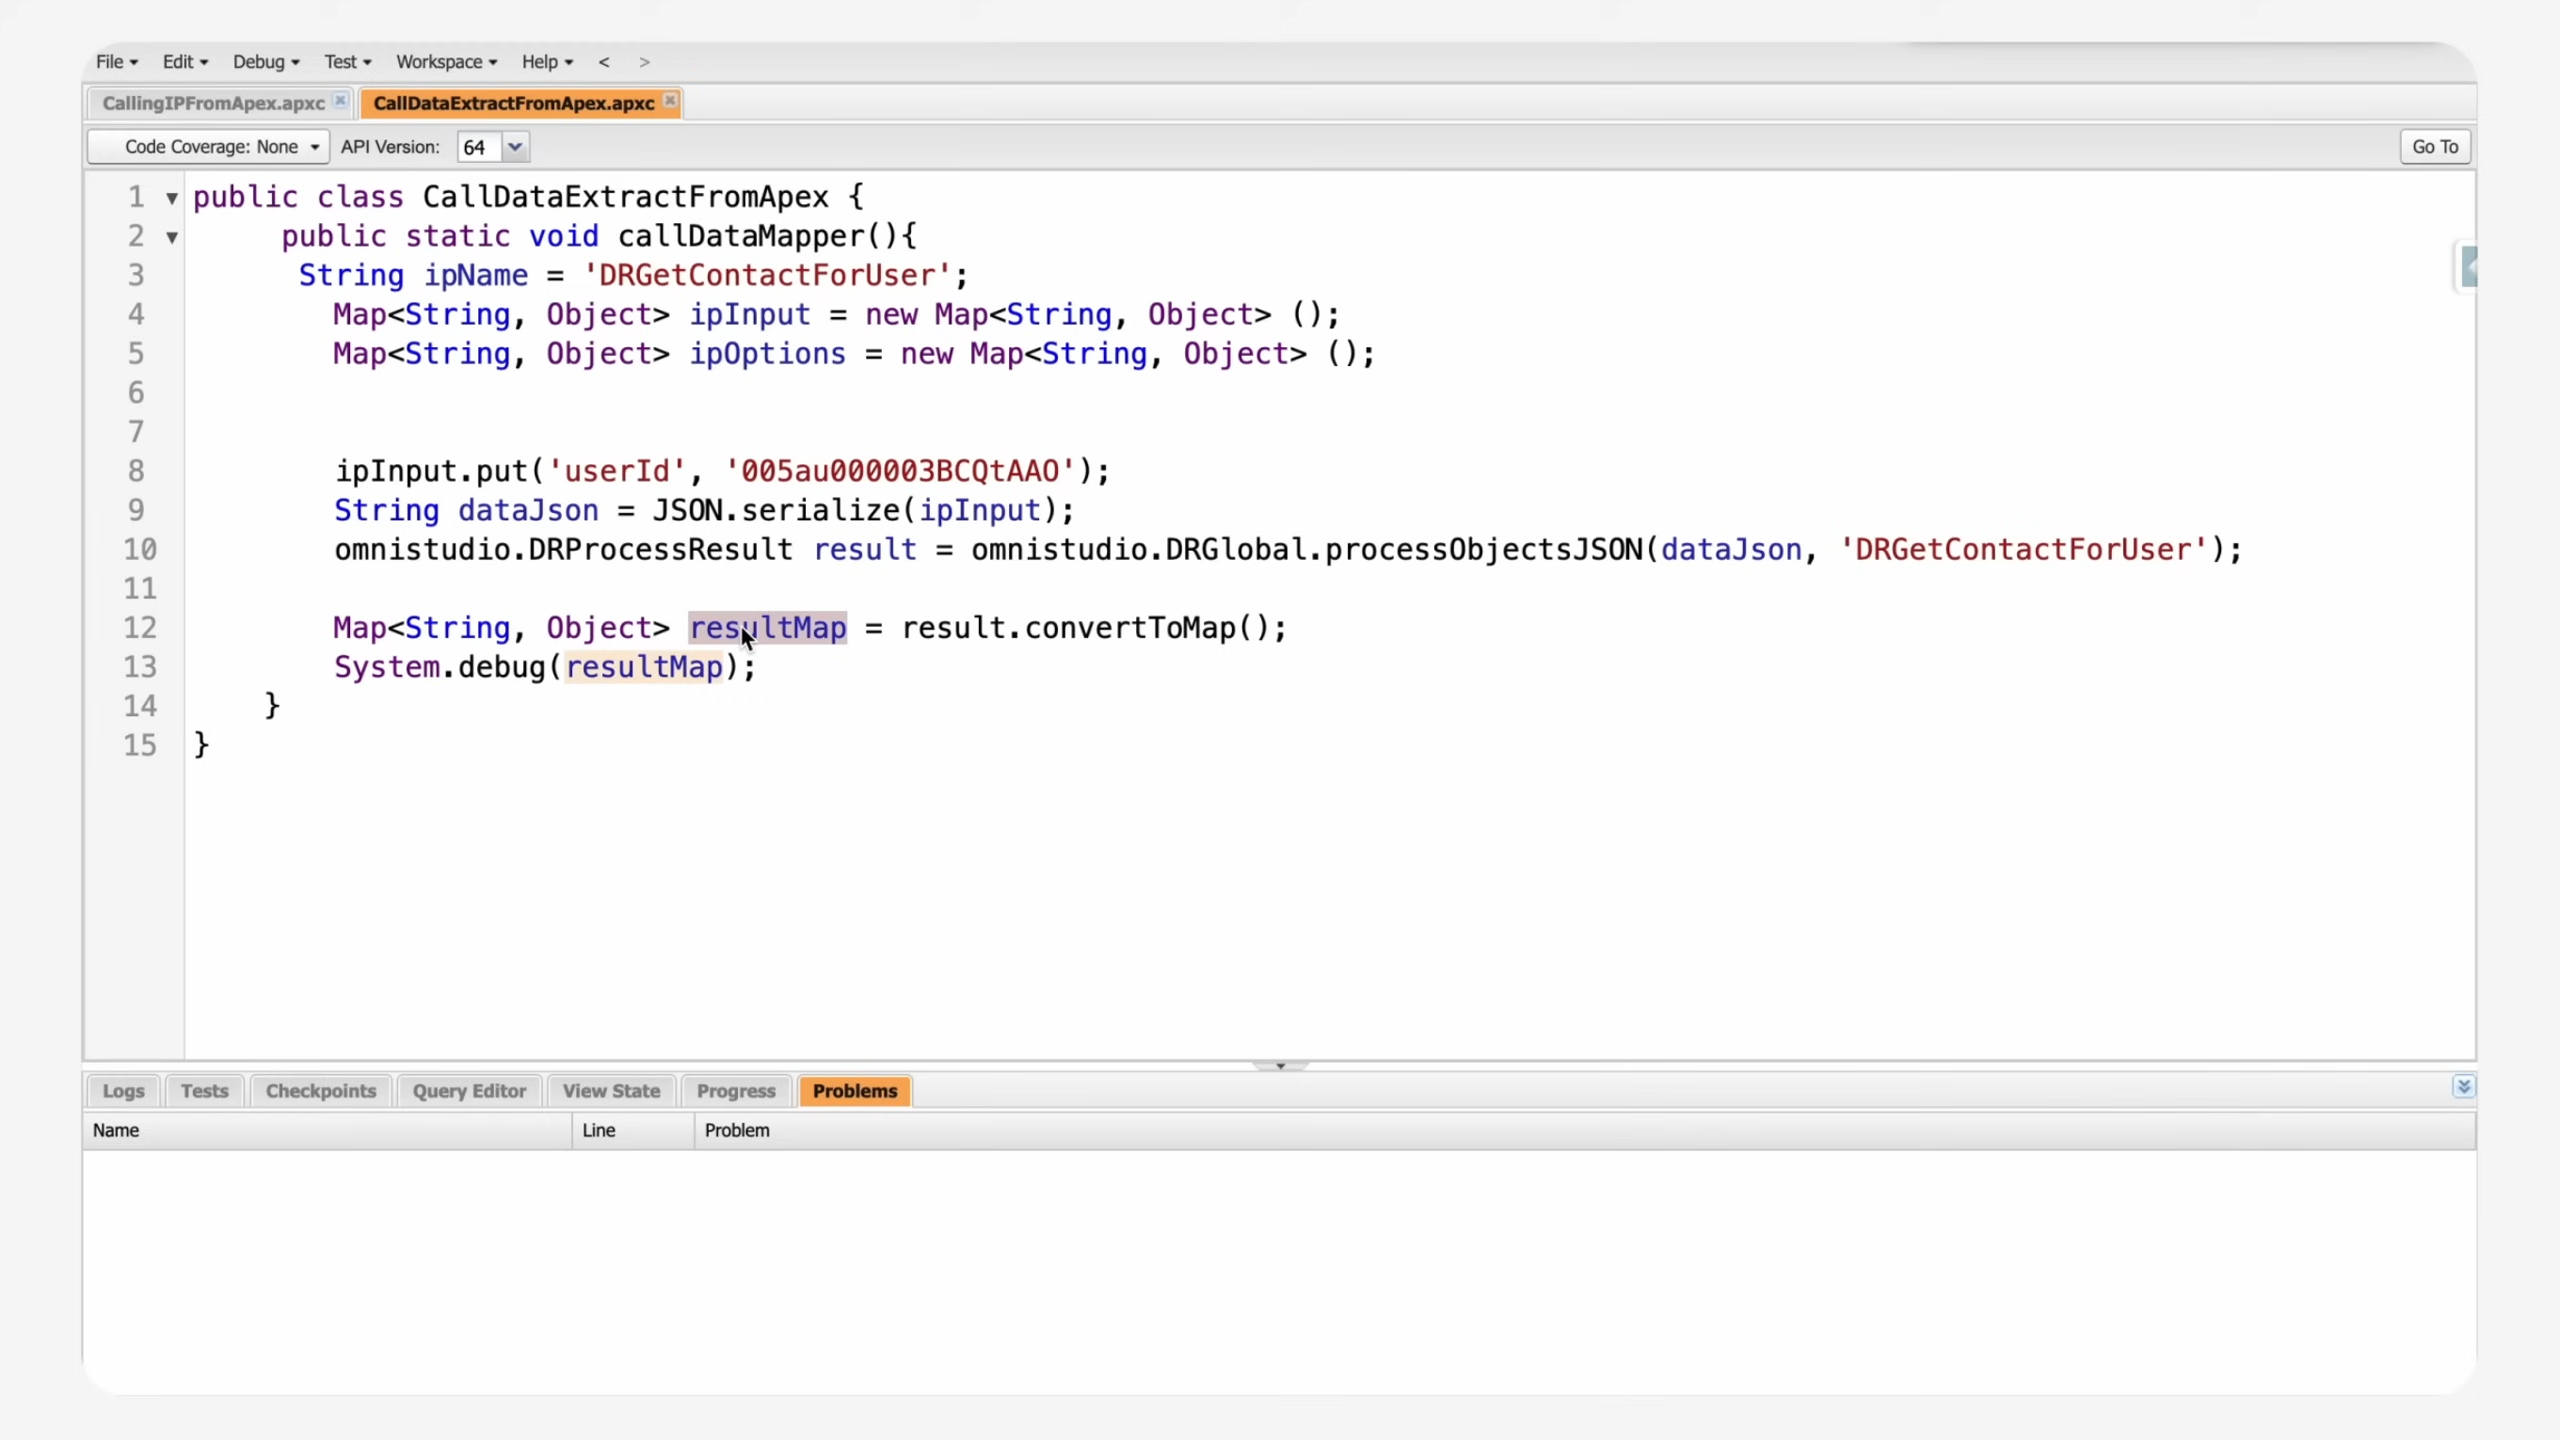 File Edit Debug Test Workspace Help < >
CallingIPFromApex.apxc CallDataExtractFromApex.apxc
Code Coverage: None API Version: 64 Go To
1 public class CallDataExtractFromApex {
2 public static void callDataMapper(){
3 String ipName = 'DRGetContactForUser';
4 Map<String, Object> ipInput = new Map<String, Object> ();
5 Map<String, Object> ipOptions = new Map<String, Object> ();
6
7
8 ipInput.put('userId', '005au000003BCQtAAO');
9 String dataJson = JSON.serialize(ipInput);
10 omnistudio.DRProcessResult result = omnistudio.DRGlobal.processObjectsJSON(dataJson, 'DRGetContactForUser');
11
12 Map<String, Object> resultMap = result.convertToMap();
13 System.debug(resultMap);
14 }
15 }
Logs Tests Checkpoints Query Editor View State Progress Problems
Name Line Problem